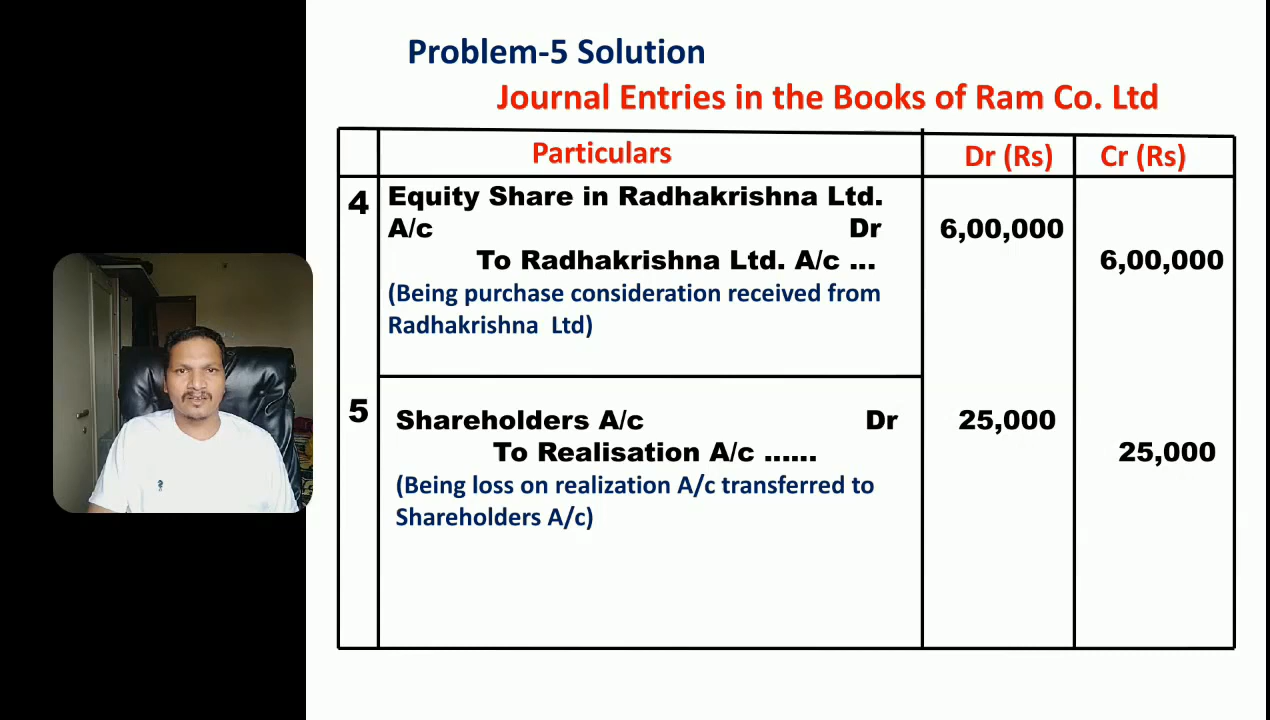 Problem-5 Solution
Journal Entries in the Books of Ram Co. Ltd
Particulars Dr (Rs) Cr (Rs)
4 Equity Share in Radhakrishna Ltd.
A/c Dr 6,00,000
To Radhakrishna Ltd. A/c ... 6,00,000
(Being purchase consideration received from
Radhakrishna Ltd)
5 Shareholders A/c Dr 25,000
To Realisation A/c ...... 25,000
(Being loss on realization A/c transferred to
Shareholders A/c)